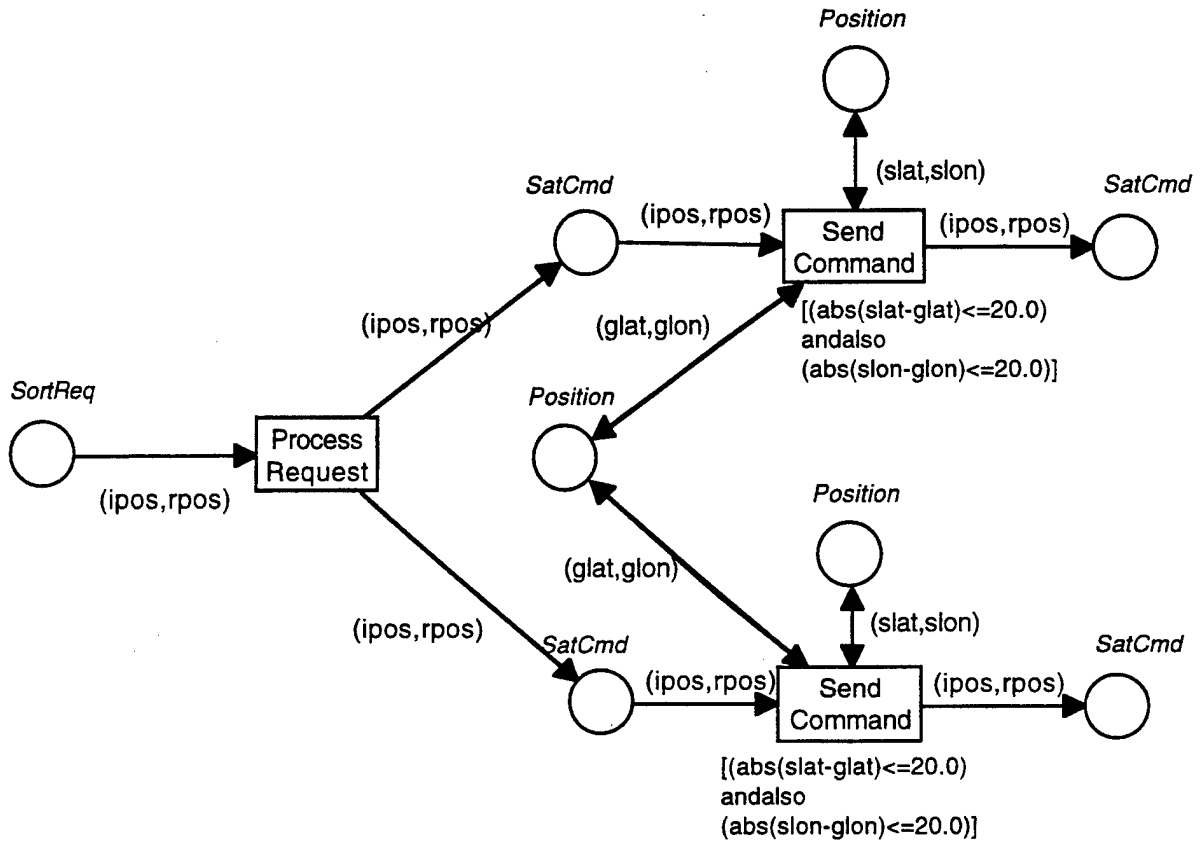 Position
(slat,slon)
SatCmd
SatCmd
(ipos,rpos)
Send
Command
(ipos,rpos)
[(abs(slat-glat)<=20.0)
andalso
(abs(slon-glon)<=20.0)]
(ipos,rpos)
(glat,glon)
SortReq
Process
Request
(ipos,rpos)
Position
Position
(glat,glon)
(slat,slon)
(ipos,rpos)
SatCmd
SatCmd
(ipos,rpos)
Send
Command
(ipos,rpos)
[(abs(slat-glat)<=20.0)
andalso
(abs(slon-glon)<=20.0)]